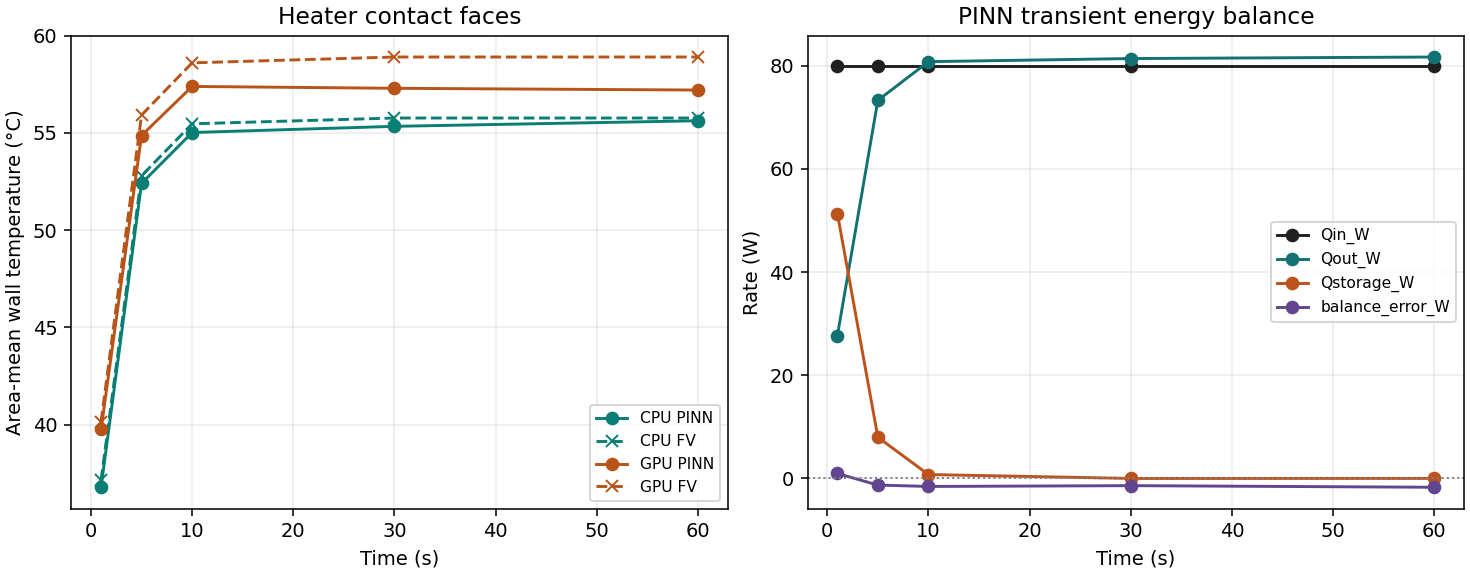 Heater contact faces
Area-mean wall temperature (°C)
60
55
50
45
40
0 10 20 30 40 50 60
Time (s)
CPU PINN
CPU FV
GPU PINN
GPU FV
PINN transient energy balance
Rate (W)
80
60
40
20
0
0 10 20 30 40 50 60
Time (s)
Qin_W
Qout_W
Qstorage_W
balance_error_W